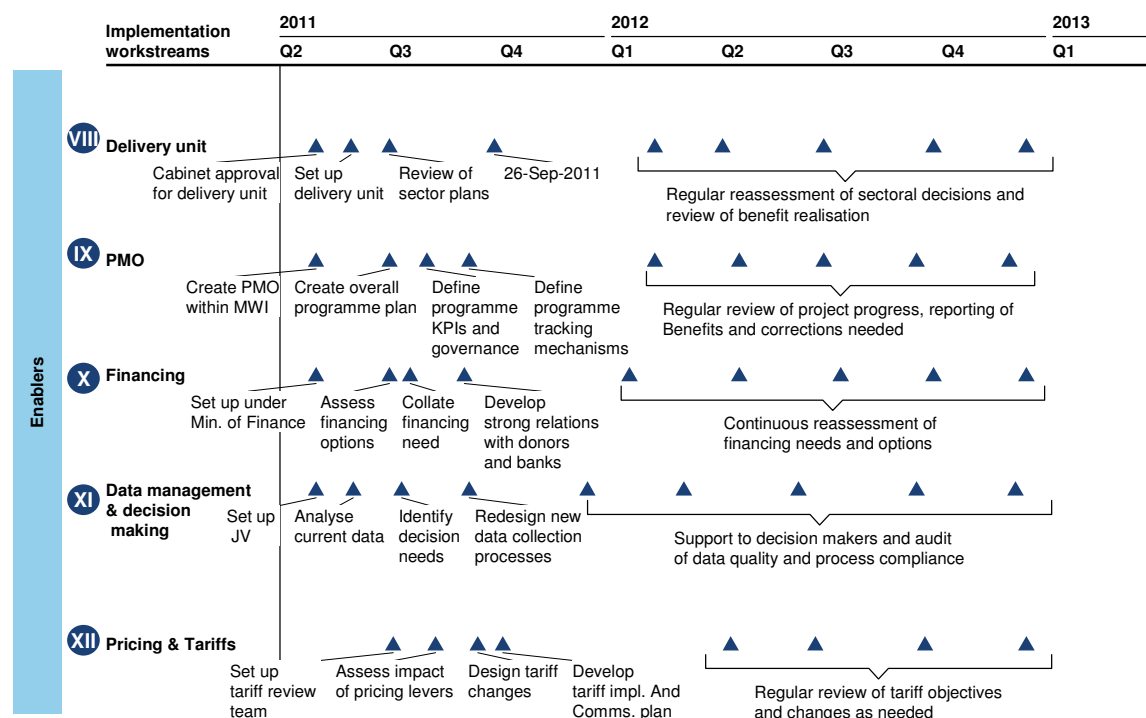 Implementation
workstreams
2011
2012
2013
Q2 Q3 Q4 Q1 Q2 Q3 Q4 Q1
Enablers
VIII Delivery unit
Cabinet approval
for delivery unit
Set up
delivery unit
Review of
sector plans
26-Sep-2011
Regular reassessment of sectoral decisions and
review of benefit realisation
IX PMO
Create PMO
within MWI
Create overall
programme plan
Define
programme
KPIs and
governance
Define
programme
tracking
mechanisms
Regular review of project progress, reporting of
Benefits and corrections needed
X Financing
Set up under
Min. of Finance
Assess
financing
options
Collate
financing
need
Develop
strong relations
with donors
and banks
Continuous reassessment of
financing needs and options
XI Data management
& decision
making
Set up
JV
Analyse
current data
Identify
decision
needs
Redesign new
data collection
processes
Support to decision makers and audit
of data quality and process compliance
XII Pricing & Tariffs
Set up
tariff review
team
Assess impact
of pricing levers
Design tariff
changes
Develop
tariff impl. And
Comms. plan
Regular review of tariff objectives
and changes as needed